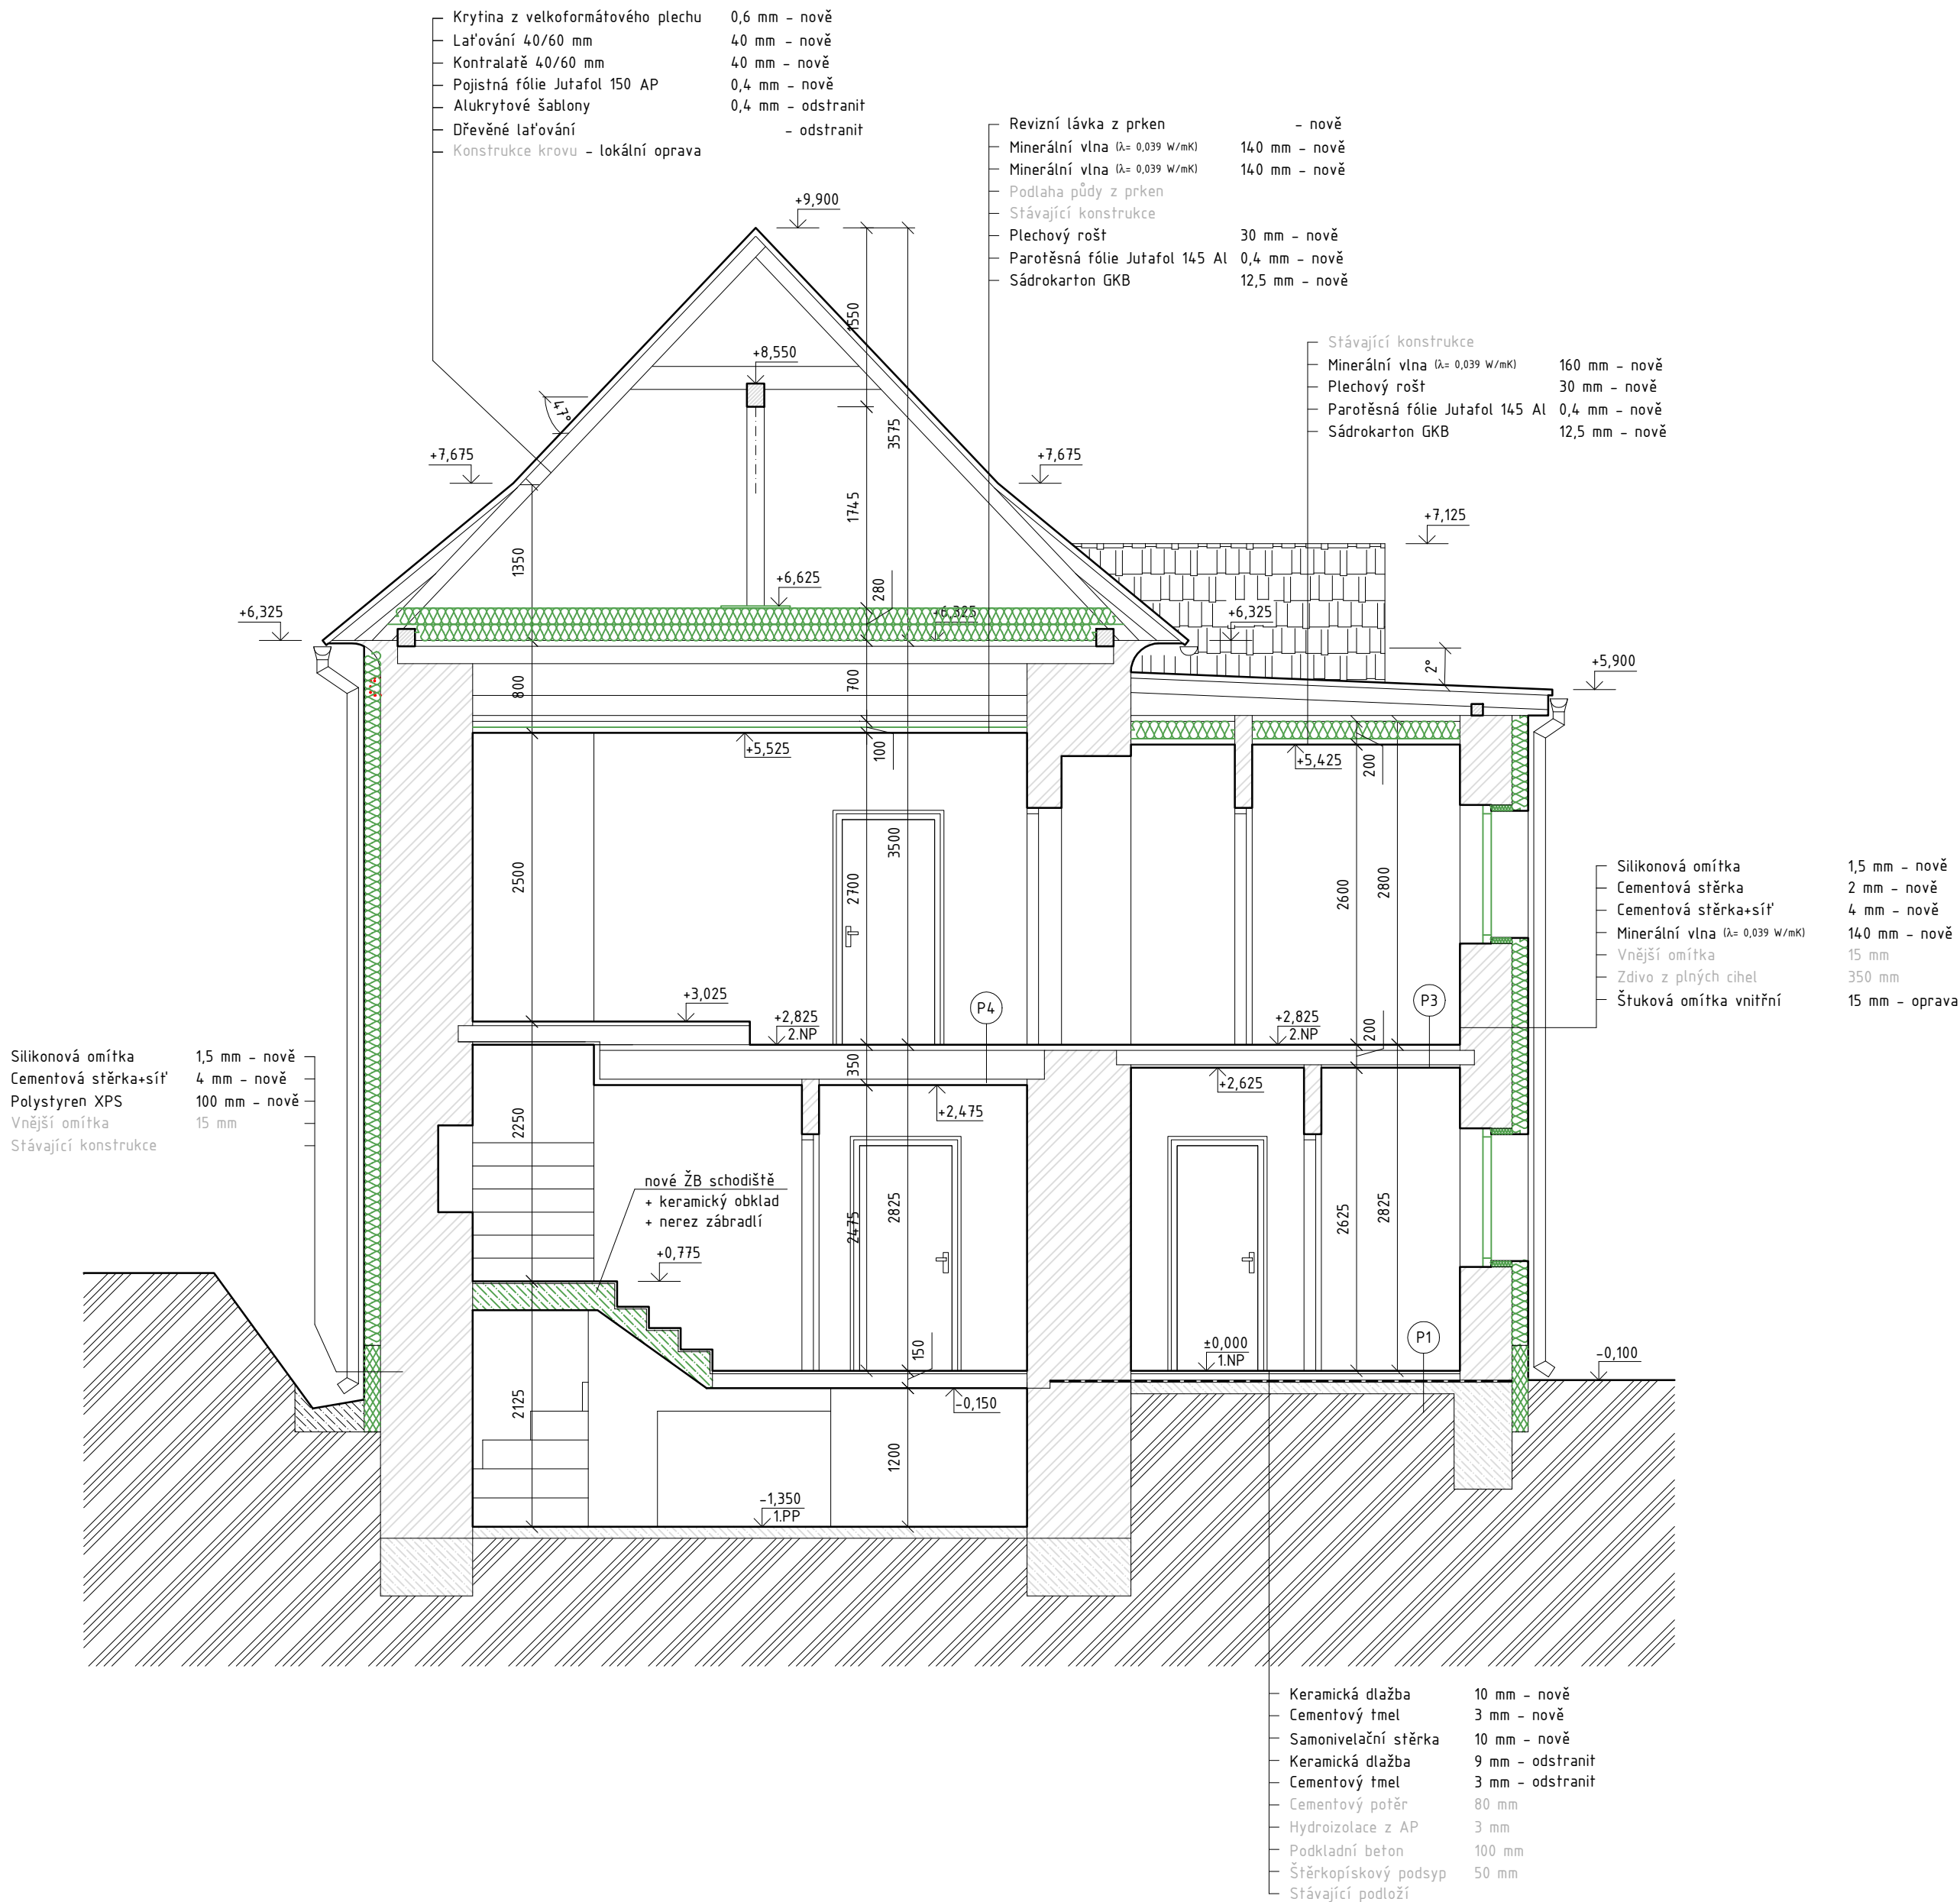 Krytina z velkoformátového plechu 0,6 mm – nově
Laťování 40/60 mm 40 mm – nově
Kontralatě 40/60 mm 40 mm – nově
Pojistná fólie Jutafol 150 AP 0,4 mm – nově
Alukrytové šablony 0,4 mm – odstranit
Dřevěné laťování – odstranit
Konstrukce krovu – lokální oprava
Revizní lávka z prken – nově
Minerální vlna (λ= 0,039 W/mK) 140 mm – nově
Minerální vlna (λ= 0,039 W/mK) 140 mm – nově
Podlaha půdy z prken
Stávající konstrukce
Plechový rošt 30 mm – nově
Parotěsná fólie Jutafol 145 Al 0,4 mm – nově
Sádrokarton GKB 12,5 mm – nově
Stávající konstrukce
Minerální vlna (λ= 0,039 W/mK) 160 mm – nově
Plechový rošt 30 mm – nově
Parotěsná fólie Jutafol 145 Al 0,4 mm – nově
Sádrokarton GKB 12,5 mm – nově
+9,900
1550
+8,550
47°
3575
+7,675
+7,675
1745
+7,125
1350
+6,625
280
+6,325
+6,325
+6,325
2°
+5,900
800
700
+5,525
100
+5,425
200
2500
2700
3500
2600
2800
Silikonová omítka 1,5 mm – nově
Cementová stěrka 2 mm – nově
Cementová stěrka+síť 4 mm – nově
Minerální vlna (λ= 0,039 W/mK) 140 mm – nově
Vnější omítka 15 mm
Zdivo z plných cihel 350 mm
Štuková omítka vnitřní 15 mm – oprava
+3,025
P4
P3
+2,825
2.NP
+2,825
2.NP
200
350
+2,625
+2,475
Silikonová omítka 1,5 mm – nově
Cementová stěrka+síť 4 mm – nově
Polystyren XPS 100 mm – nově
Vnější omítka 15 mm
Stávající konstrukce
2250
nové ŽB schodiště
+ keramický obklad
+ nerez zábradlí
2475
2825
2625
2825
+0,775
150
±0,000
1.NP
P1
-0,100
2125
-0,150
1200
-1,350
1.PP
Keramická dlažba 10 mm – nově
Cementový tmel 3 mm – nově
Samonivelační stěrka 10 mm – nově
Keramická dlažba 9 mm – odstranit
Cementový tmel 3 mm – odstranit
Cementový potěr 80 mm
Hydroizolace z AP 3 mm
Podkladní beton 100 mm
Štěrkopískový podsyp 50 mm
Stávající podloží